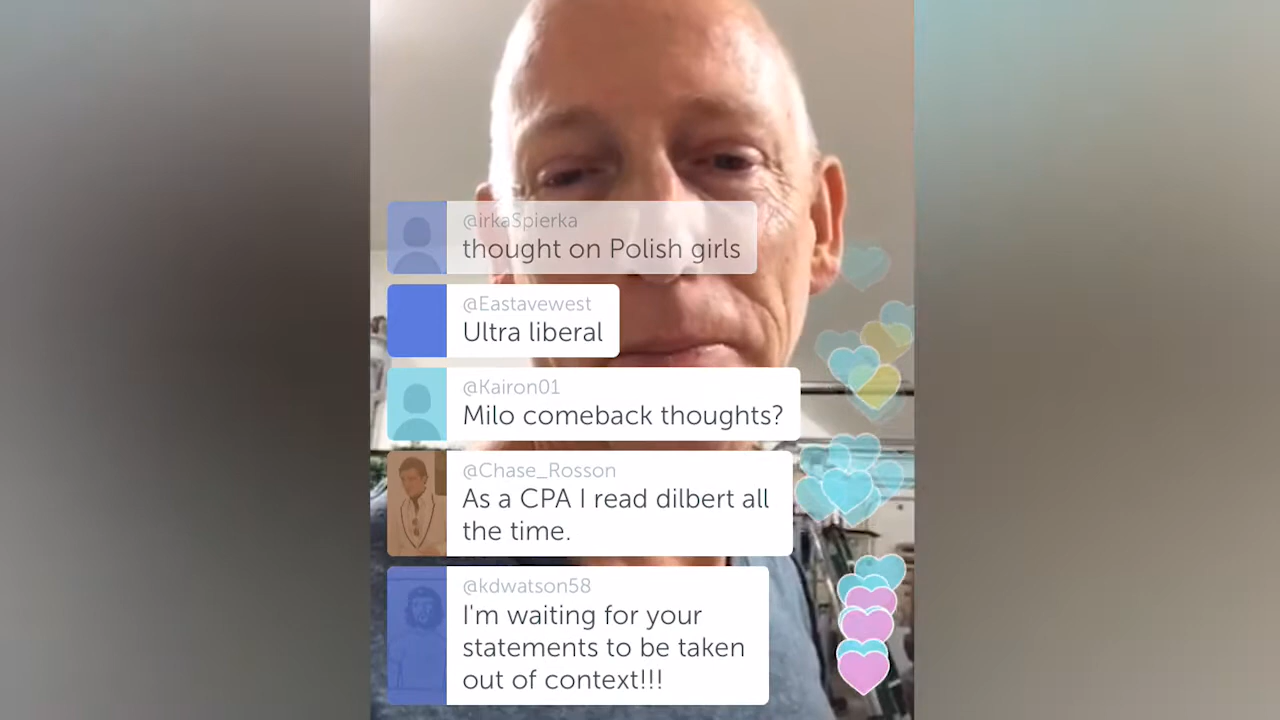 @irkaSpierka
thought on Polish girls
@Eastavewest
Ultra liberal
@Kairon01
Milo comeback thoughts?
@Chase_Rosson
As a CPA I read dilbert all
the time.
@kdwatson58
I'm waiting for your
statements to be taken
out of context!!!